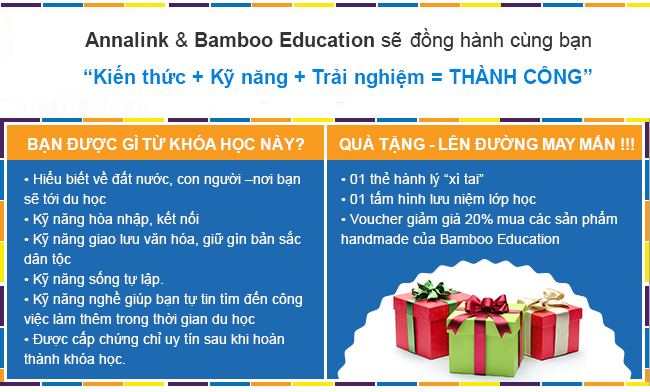 Annalink & Bamboo Education sẽ đồng hành cùng bạn
“Kiến thức + Kỹ năng + Trải nghiệm = THÀNH CÔNG”
BẠN ĐƯỢC GÌ TỪ KHÓA HỌC NÀY?
• Hiểu biết về đất nước, con người –nơi bạn
sẽ tới du học
• Kỹ năng hòa nhập, kết nối
• Kỹ năng giao lưu văn hóa, giữ gìn bản sắc
dân tộc
• Kỹ năng sống tự lập.
• Kỹ năng nghề giúp bạn tự tin tìm đến công
việc làm thêm trong thời gian du học
• Được cấp chứng chỉ uy tín sau khi hoàn
thành khóa học.
QUÀ TẶNG - LÊN ĐƯỜNG MAY MẮN !!!
• 01 thẻ hành lý “xì tai”
• 01 tấm hình lưu niệm lớp học
• Voucher giảm giá 20% mua các sản phẩm
handmade của Bamboo Education